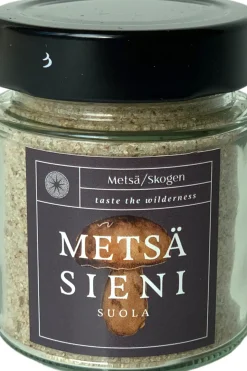 Metsä/Skogen
taste the wilderness
METSÄ
SIENI
SUOLA